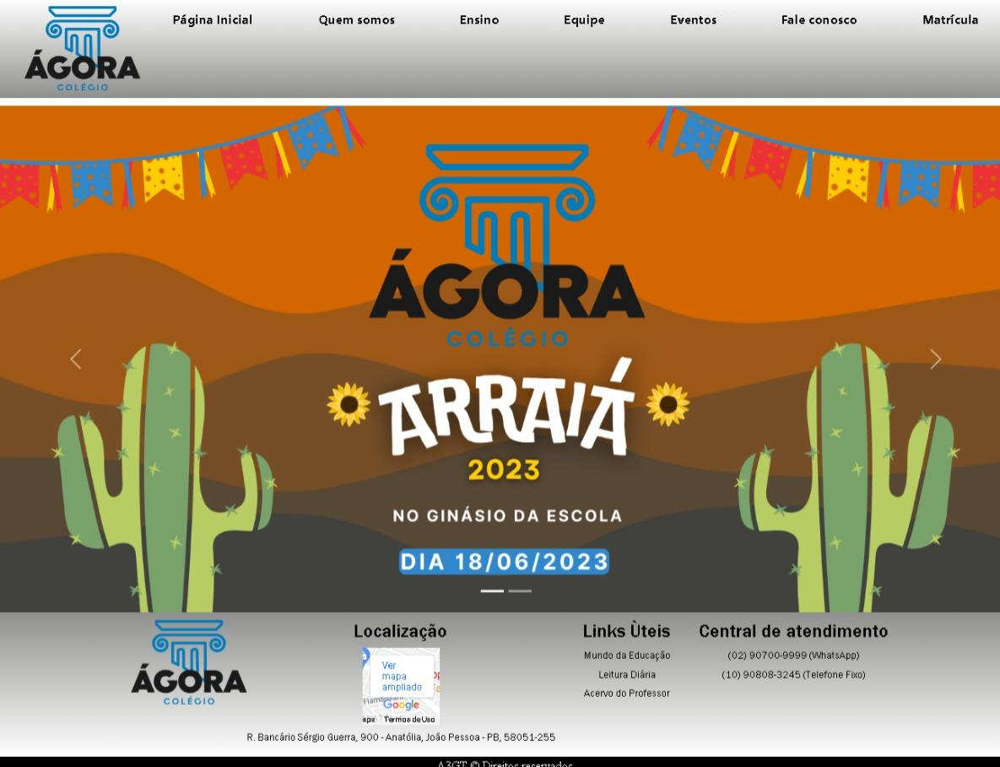 Página Inicial
Quem somos
Ensino
Equipe
Eventos
Fale conosco
Matrícula
ÁGORA
COLÉGIO
ÁGORA
COLÉGIO
ARRAIÁ
2023
NO GINÁSIO DA ESCOLA
DIA 18/06/2023
ÁGORA
COLÉGIO
Localização
Ver
mapa
ampliado
Google
Termos de Uso
R. Bancário Sérgio Guerra, 900 - Anatólia, João Pessoa - PB, 58051-255
Links Ùteis
Mundo da Educação
Leitura Diária
Acervo do Professor
Central de atendimento
(02) 90700-9999 (WhatsApp)
(10) 90808-3245 (Telefone Fixo)
A3GT © Direitos reservados